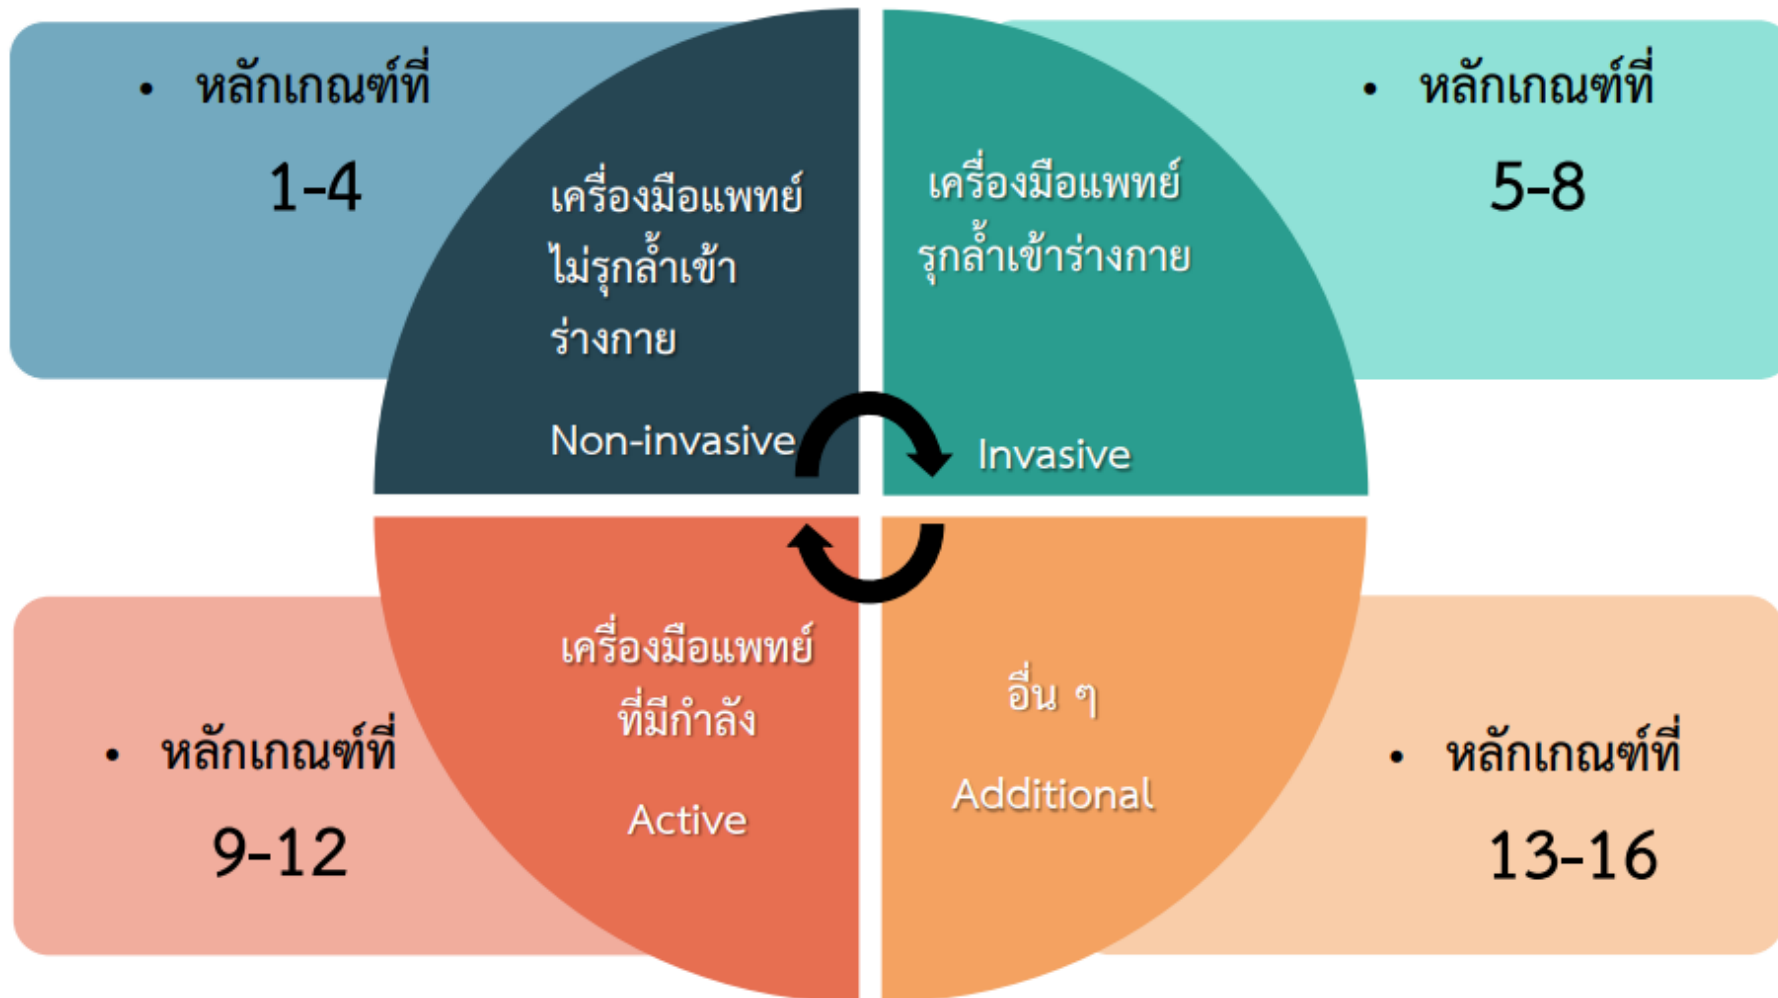 • หลักเกณฑ์ที่
1-4
เครื่องมือแพทย์
ไม่รุกล้ำเข้า
ร่างกาย
Non-invasive
เครื่องมือแพทย์
รุกล้ำเข้าร่างกาย
Invasive
• หลักเกณฑ์ที่
5-8
• หลักเกณฑ์ที่
9-12
เครื่องมือแพทย์
ที่มีกำลัง
Active
อื่น ๆ
Additional
• หลักเกณฑ์ที่
13-16